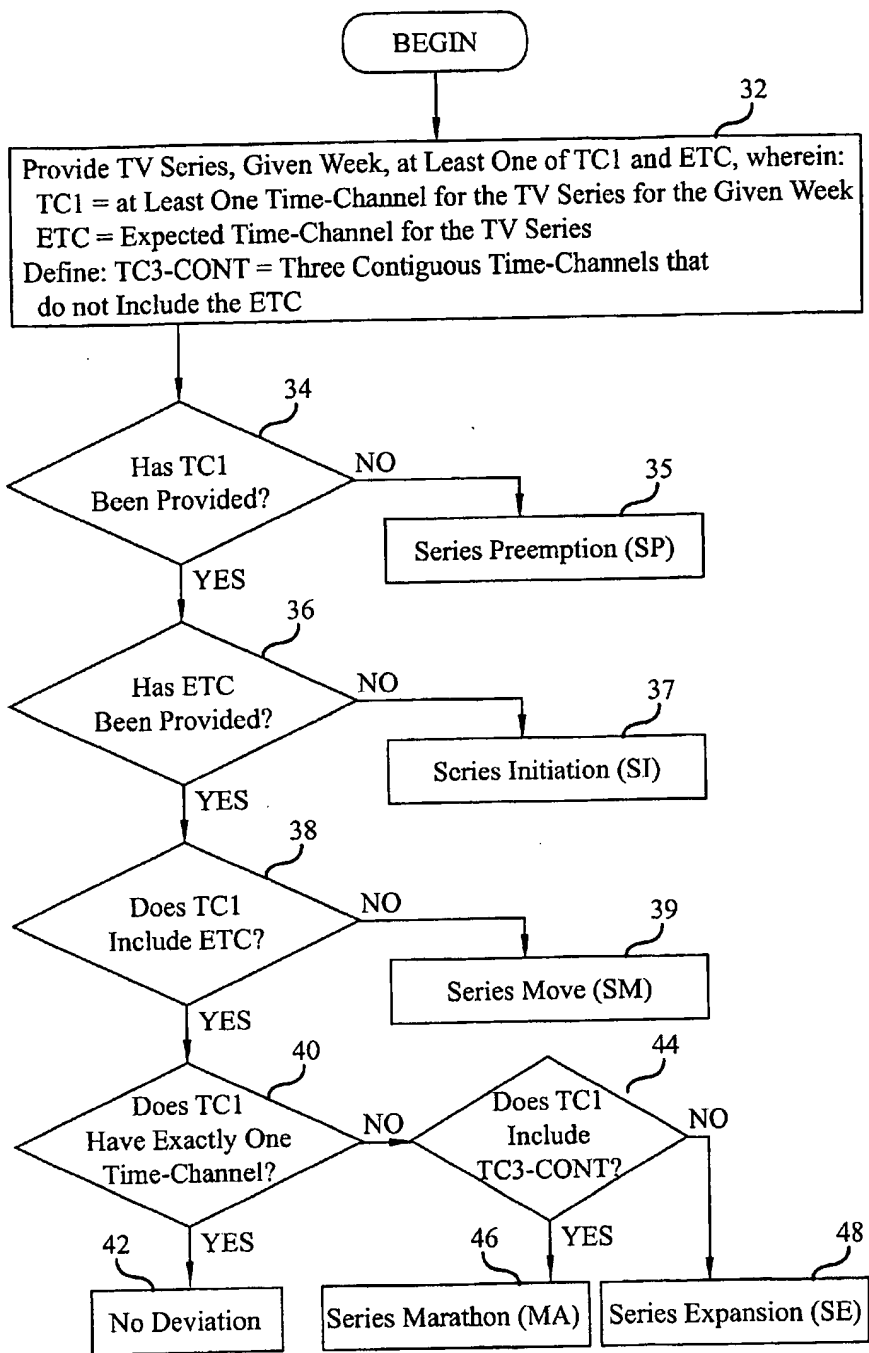 BEGIN
32
Provide TV Series, Given Week, at Least One of TC1 and ETC, wherein:
TC1 = at Least One Time-Channel for the TV Series for the Given Week
ETC = Expected Time-Channel for the TV Series
Define: TC3-CONT = Three Contiguous Time-Channels that
do not Include the ETC
34
Has TC1
Been Provided?
NO
35
Series Preemption (SP)
YES
36
Has ETC
Been Provided?
NO
37
Series Initiation (SI)
YES
38
Does TC1
Include ETC?
NO
39
Series Move (SM)
YES
40
Does TC1
Have Exactly One
Time-Channel?
NO
44
Does TC1
Include
TC3-CONT?
NO
YES
42
No Deviation
YES
46
Series Marathon (MA)
48
Series Expansion (SE)